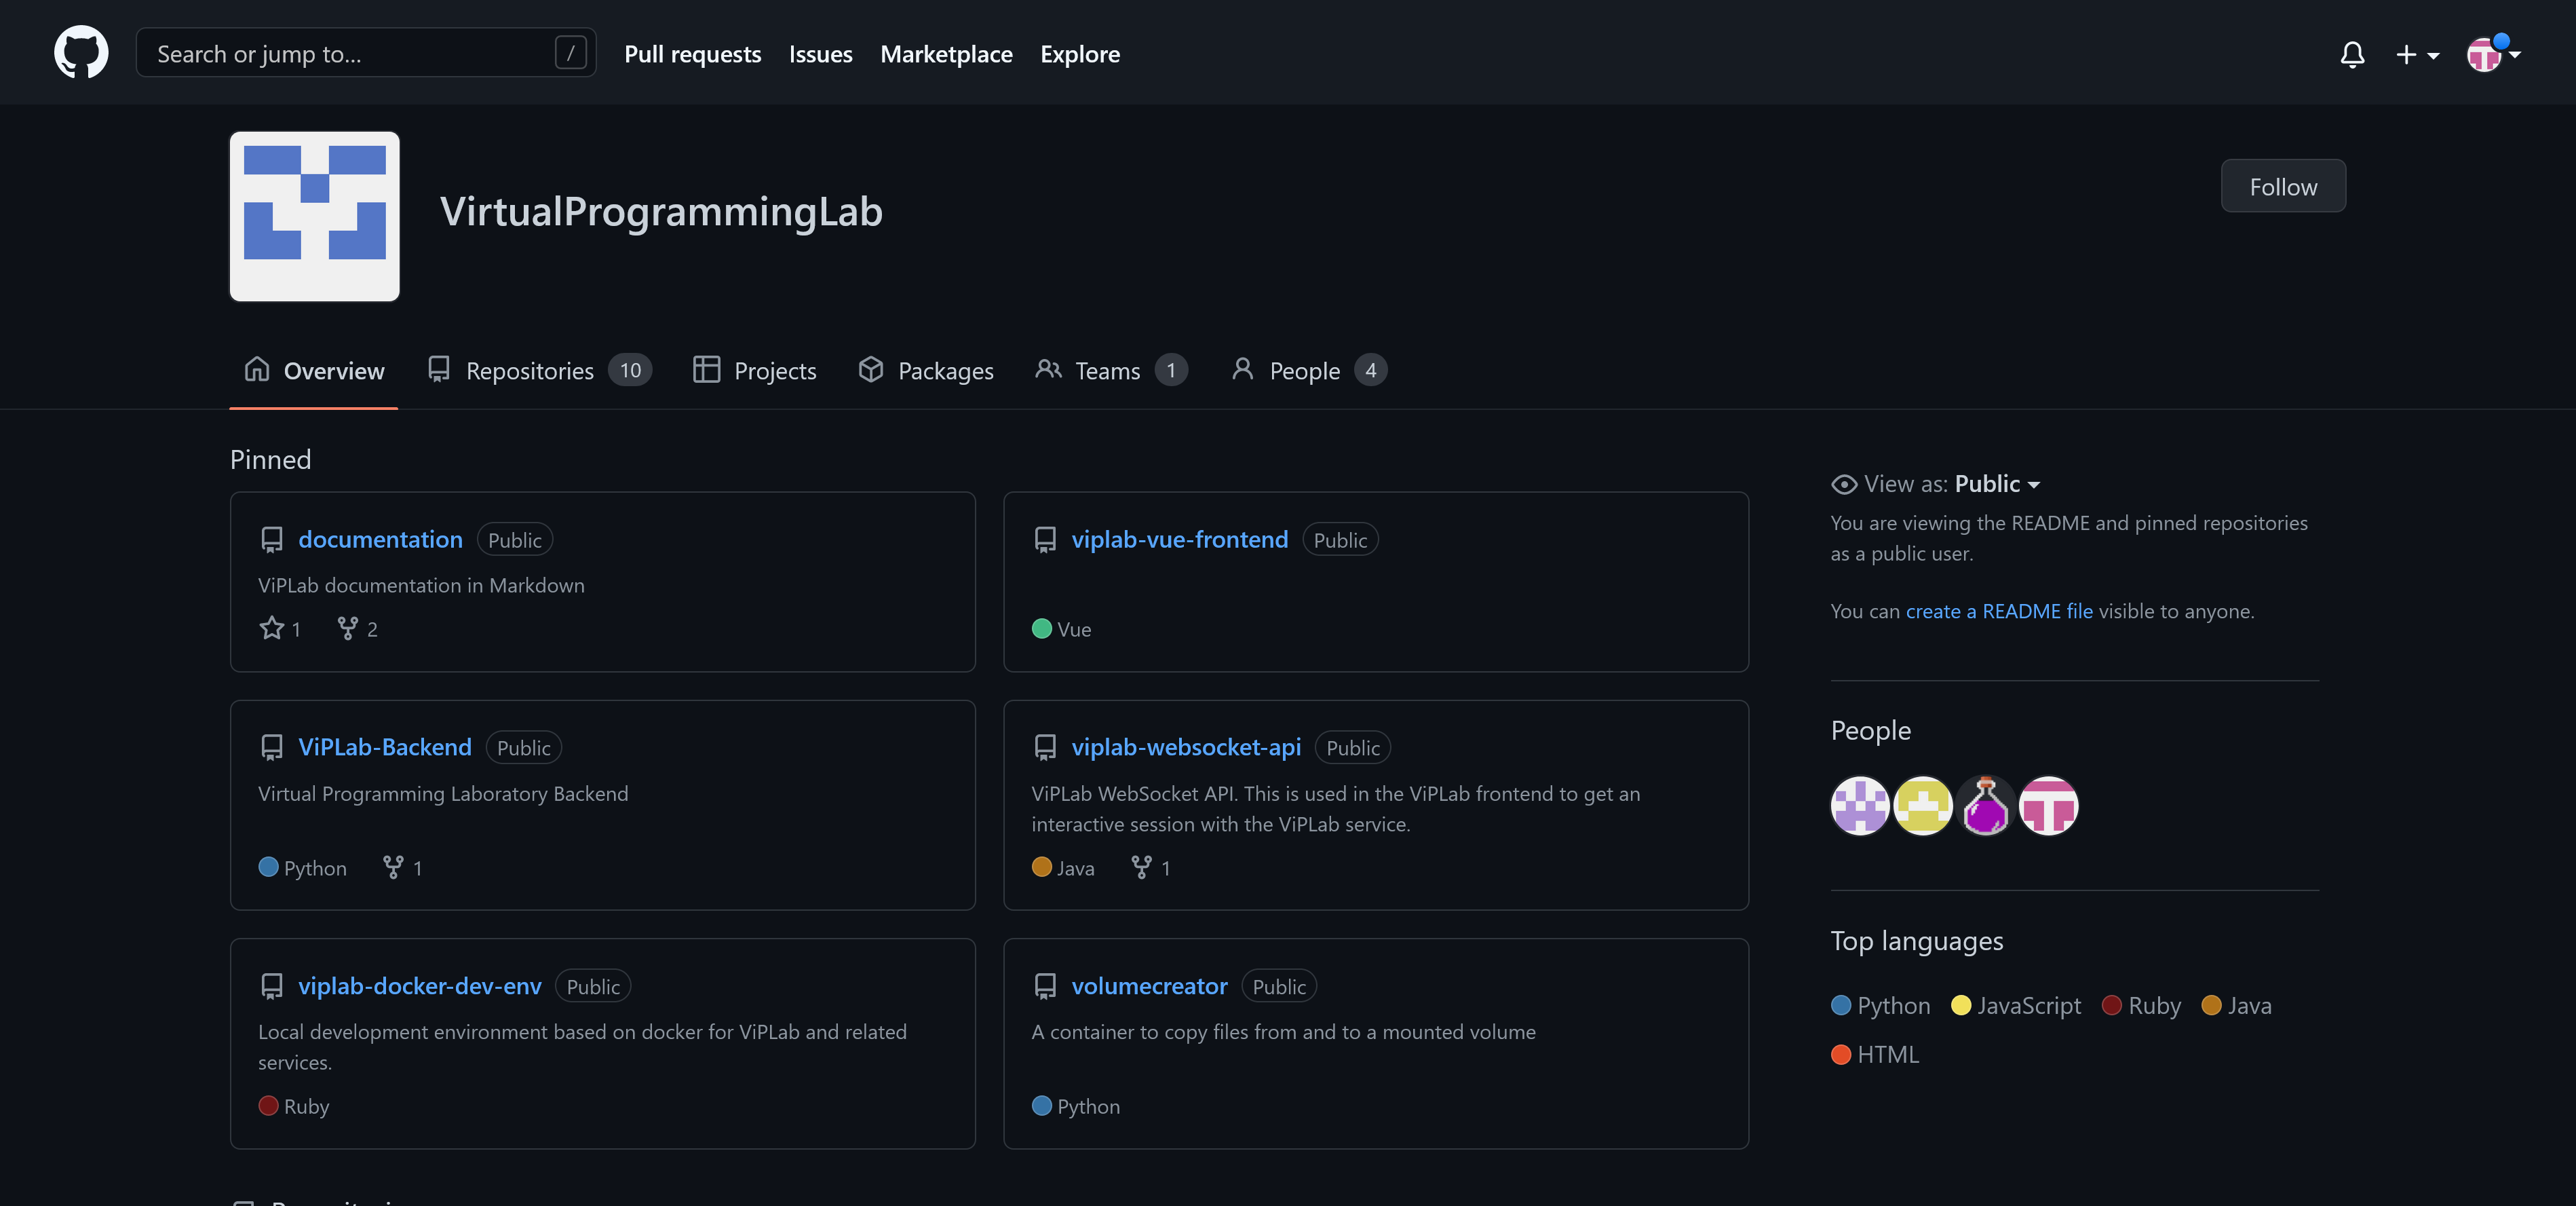 Search or jump to... /
Pull requests
Issues
Marketplace
Explore
VirtualProgrammingLab
Follow
Overview
Repositories 10
Projects
Packages
Teams 1
People 4
Pinned
documentation Public
ViPLab documentation in Markdown
1 2
viplab-vue-frontend Public
Vue
ViPLab-Backend Public
Virtual Programming Laboratory Backend
Python 1
viplab-websocket-api Public
ViPLab WebSocket API. This is used in the ViPLab frontend to get an
interactive session with the ViPLab service.
Java 1
viplab-docker-dev-env Public
Local development environment based on docker for ViPLab and related
services.
Ruby
volumecreator Public
A container to copy files from and to a mounted volume
Python
View as: Public
You are viewing the README and pinned repositories
as a public user.
You can create a README file visible to anyone.
People
Top languages
Python JavaScript Ruby Java
HTML